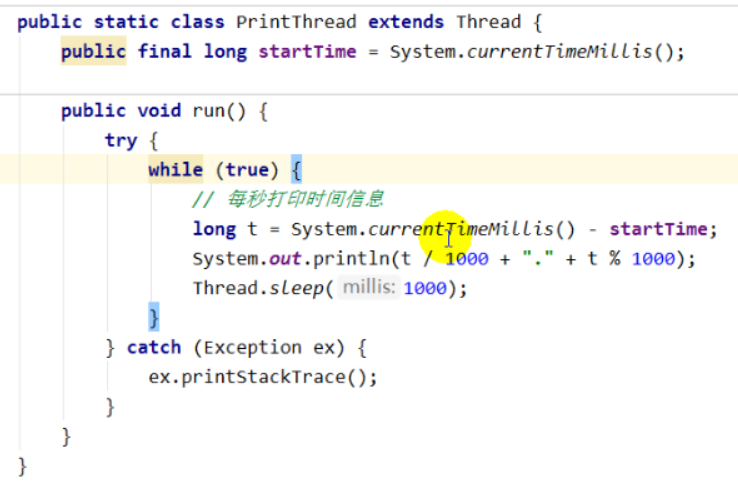 public static class PrintThread extends Thread {
public final long startTime = System.currentTimeMillis();
public void run() {
try {
while (true) {
// 每秒打印时间信息
long t = System.currentTimeMillis() - startTime;
System.out.println(t / 1000 + "." + t % 1000);
Thread.sleep( millis: 1000);
}
} catch (Exception ex) {
ex.printStackTrace();
}
}
}